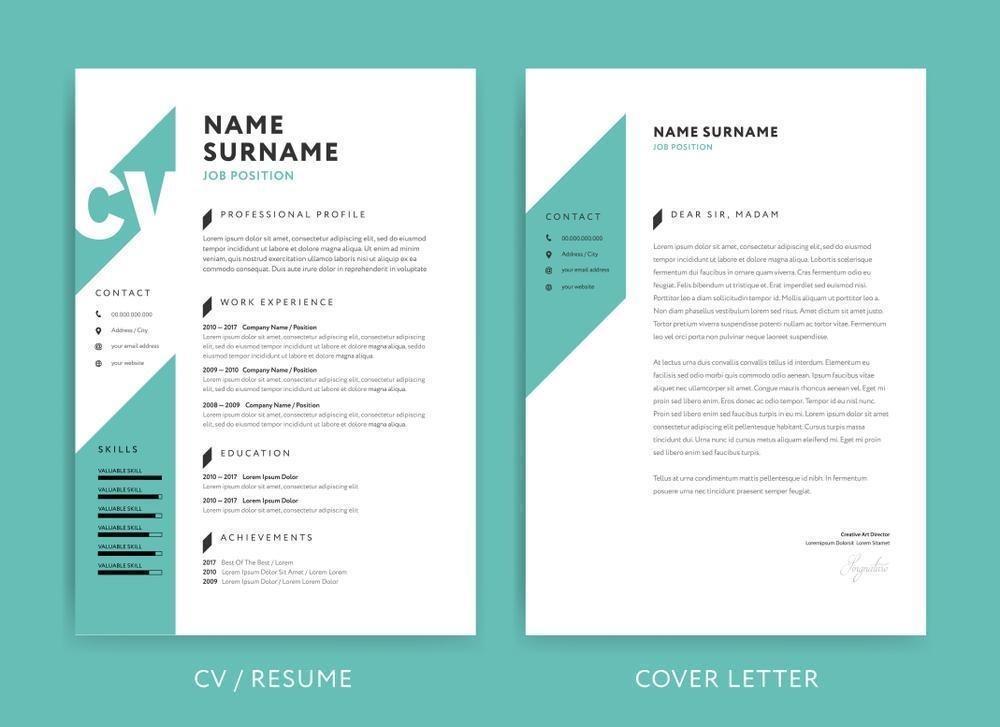 CV
NAME
SURNAME
JOB POSITION
PROFESSIONAL PROFILE
Lorem ipsum dolor sit amet, consectetur adipiscing elit, sed do eiusmod
tempor incididunt ut labore et dolore magna aliqua. Ut enim ad minim
veniam, quis nostrud exercitation ullamco laboris nisi ut aliquip ex ea
commodo consequat. Duis aute irure dolor in reprehenderit in voluptate
CONTACT
00.000.000.000
Address / City
your email address
your website
WORK EXPERIENCE
2010 – 2017 Company Name / Position
Lorem ipsum dolor sit amet, consectetur adipiscing elit, consectetur adipiscing
elit, sed do eiusmod tempor incididunt ut labore et dolore magna aliqua, seddo
eiusmod tempor incididunt ut labore et dolore magna aliqua.
2009 – 2010 Company Name / Position
Lorem ipsum dolor sit amet, consectetur adipiscing elit, consectetur adipiscing
elit, sed do eiusmod tempor incididunt ut labore et dolore magna aliqua.
2008 – 2009 Company Name / Position
Lorem ipsum dolor sit amet, consectetur adipiscing elit, consectetur adipiscing
elit, sed do eiusmod tempor incididunt ut labore et dolore magna aliqua.
SKILLS
VALUABLE SKILL
VALUABLE SKILL
VALUABLE SKILL
VALUABLE SKILL
VALUABLE SKILL
VALUABLE SKILL
EDUCATION
2010 – 2017 Lorem Ipsum Dolor
Lorem ipsum dolor sit amet, consectetur adipiscing elit
2010 – 2017 Lorem Ipsum Dolor
Lorem ipsum dolor sit amet, consectetur adipiscing elit.
ACHIEVEMENTS
2017 Best Of The Best / Lorem
2010 Lorem Ipsum Dolor Sit Amet / Lorem Lorem
2009 Lorem Ipsum Dolor / Lorem Lorem Dolor
CV / RESUME
NAME SURNAME
JOB POSITION
CONTACT
00.000.000.000
Address / City
your email address
your website
DEAR SIR, MADAM
Lorem ipsum dolor sit amet, consectetur adipiscing elit, sed do eiusmod
tempor incididunt ut labore et dolore magna aliqua. Lobortis scelerisque
fermentum dui faucibus in ornare quam viverra. Cras fermentum odio eu
feugiat. Felis bibendum ut tristique et. Erat imperdiet sed euismod nisi.
Porttitor leo a diam sollicitudin tempor id. Mollis aliquam ut porttitor leo a.
Non diam phasellus vestibulum lorem sed risus. Amet dictum sit amet justo.
Tortor pretium viverra suspendisse potenti nullam ac tortor vitae. Fermentum
leo vel orci porta non pulvinar neque laoreet suspendisse.
At lectus urna duis convallis convallis tellus id interdum. Elementum eu
facilisis sed odio morbi quis commodo odio aenean. Ipsum faucibus vitae
aliquet nec ullamcorper sit amet. Congue mauris rhoncus aenean vel. Eget mi
proin sed libero enim. Eros donec ac odio tempor. Tempor id eu nisl nunc.
Proin sed libero enim sed faucibus turpis in eu mi. Lorem ipsum dolor sit amet,
consectetur adipiscing elit pellentesque habitant. Cursus turpis massa
tincidunt dui. Urna nunc id cursus metus aliquam eleifend mi. Eget mi proin
sed libero enim sed faucibus turpis.
Tellus at urna condimentum mattis pellentesque id nibh. In fermentum
posuere urna nec tincidunt praesent semper feugiat.
Creative Art Director
Loremipsum Dolorsit Lorem Sitamet
COVER LETTER